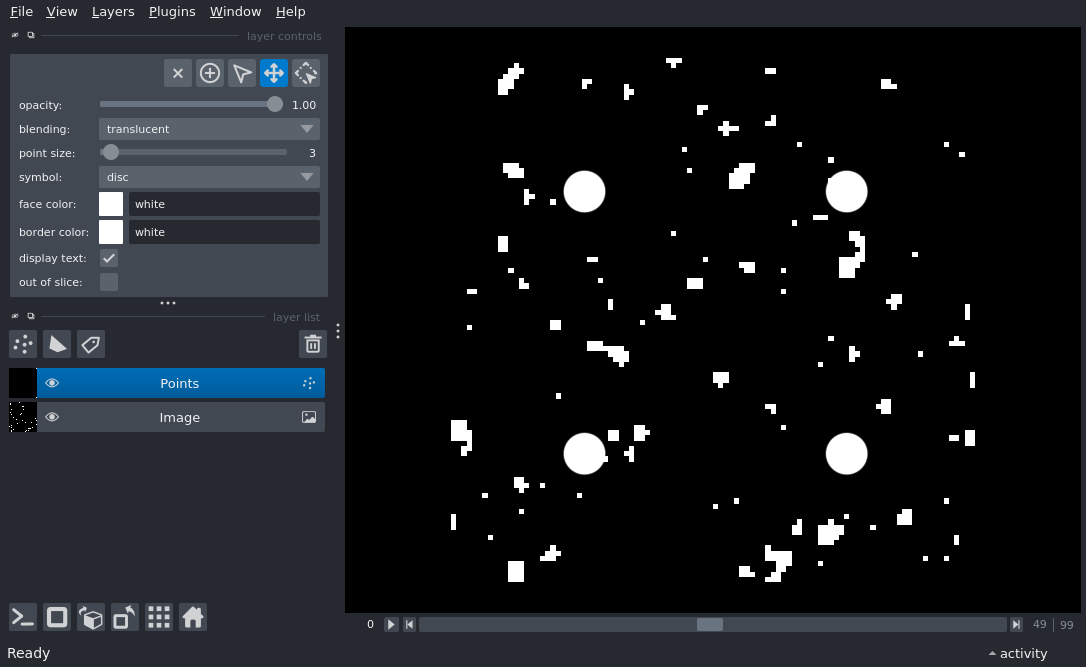 File View Layers Plugins Window Help
layer controls
opacity: 1.00
blending: translucent
point size: 3
symbol: disc
face color: white
border color: white
display text:
out of slice:
layer list
Points
Image
0 49 99
Ready activity